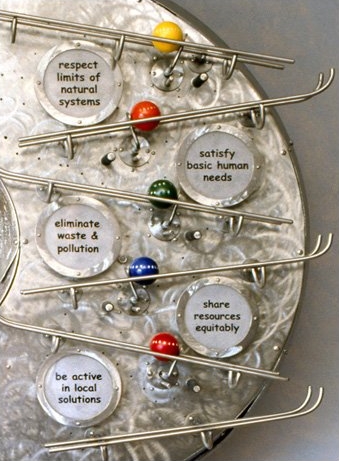 respect
limits of
natural
systems
satisfy
basic human
needs
eliminate
waste &
pollution
share
resources
equitably
be active
in local
solutions